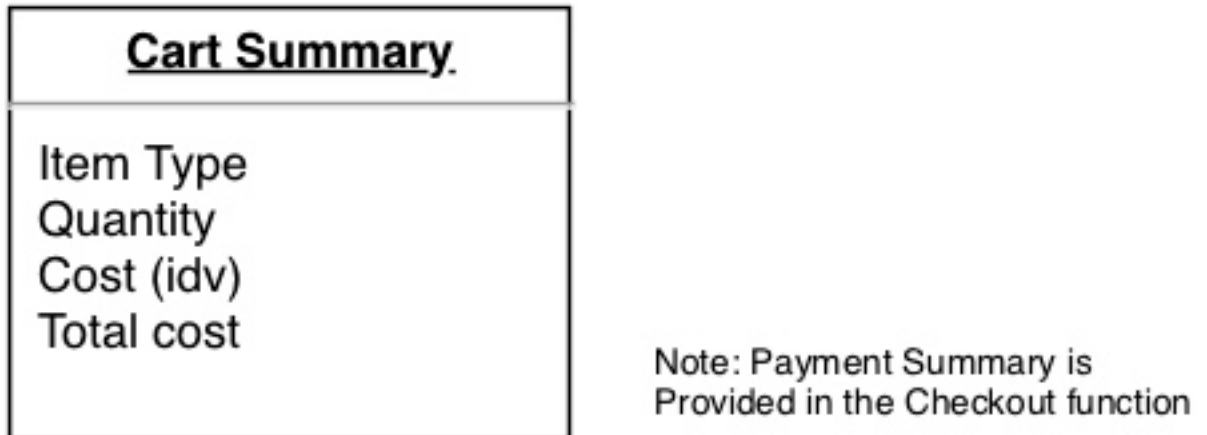 Cart Summary
Item Type
Quantity
Cost (idv)
Total cost
Note: Payment Summary is
Provided in the Checkout function